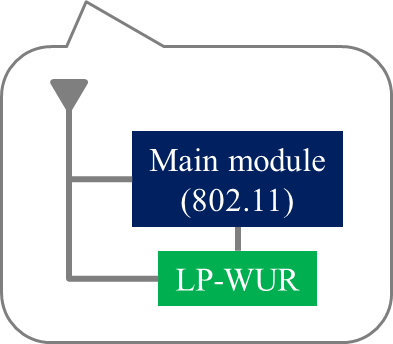 Main module
(802.11)
LP-WUR